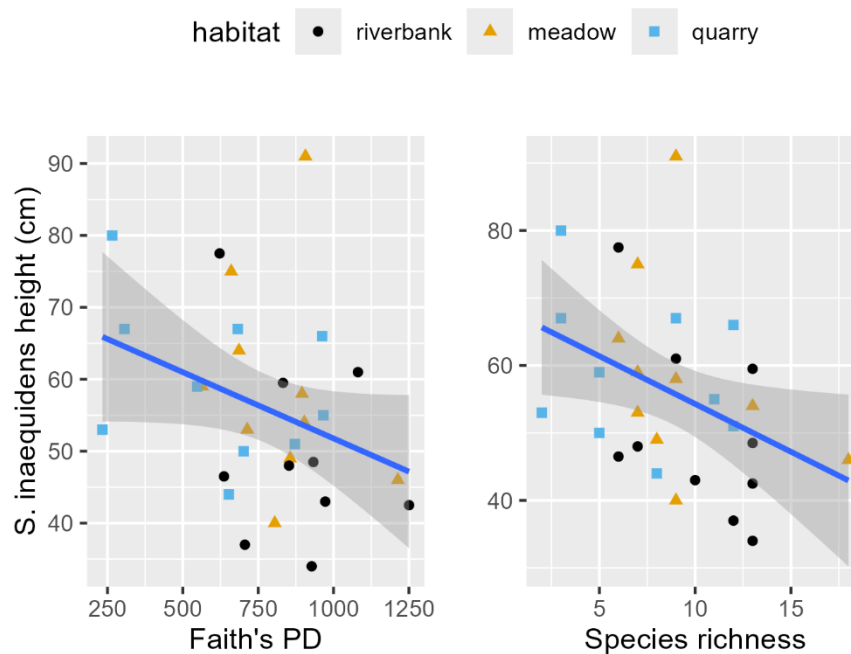 habitat riverbank meadow quarry
S. inaequidens height (cm)
90
80
70
60
50
40
250 500 750 1000 1250
Faith's PD
80
60
40
5 10 15
Species richness